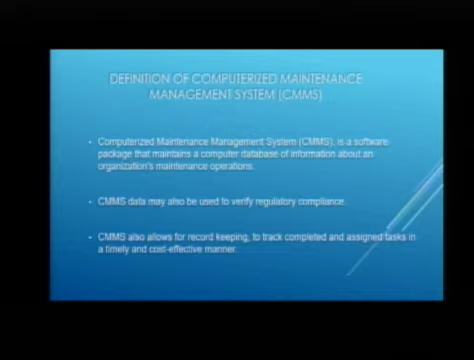 DEFINITION OF COMPUTERIZED MAINTENANCE
MANAGEMENT SYSTEM (CMMS)
• Computerized Maintenance Management System (CMMS), is a software
package that maintains a computer database of information about an
organization's maintenance operations.
• CMMS data may also be used to verify regulatory compliance.
• CMMS also allows for record keeping, to track completed and assigned tasks in
a timely and cost-effective manner.